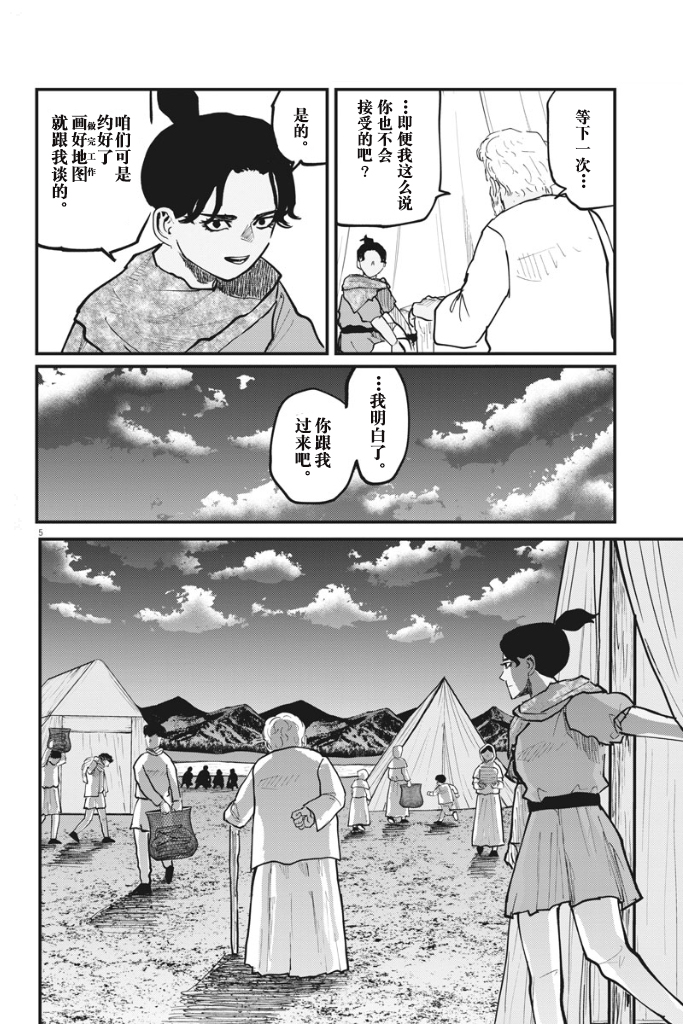 等下一次…
…即便我这么说
你也不会
接受的吧？
是的。
咱们可是
约好了
做完工作
画好地图
就跟我谈的。
…我明白了。
你跟我
过来吧。
5